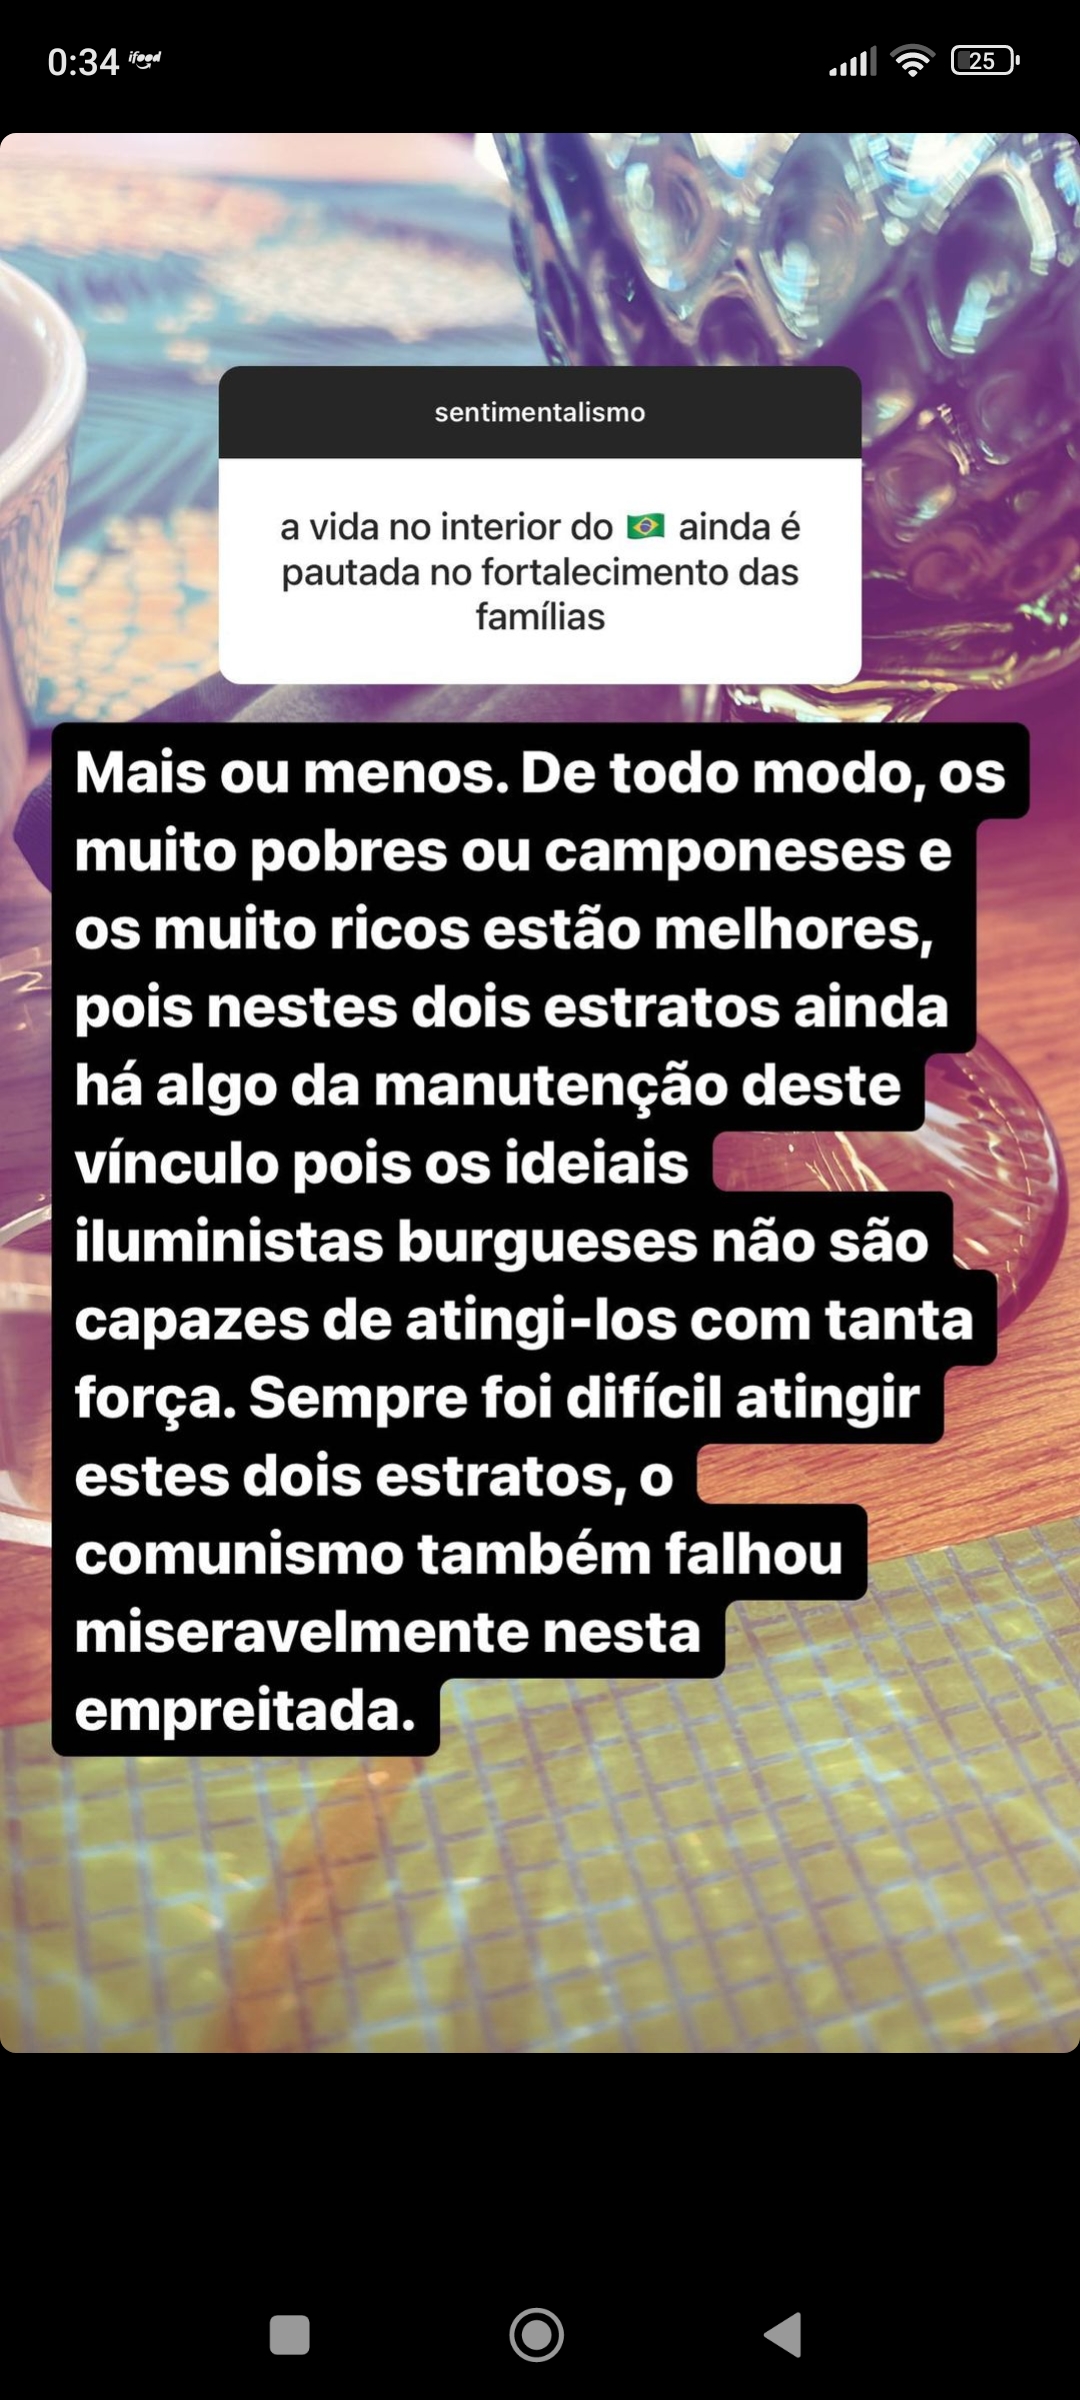 0:34 ifood
25
sentimentalismo
a vida no interior do 🇧🇷 ainda é
pautada no fortalecimento das
famílias
Mais ou menos. De todo modo, os
muito pobres ou camponeses e
os muito ricos estão melhores,
pois nestes dois estratos ainda
há algo da manutenção deste
vínculo pois os ideiais
iluministas burgueses não são
capazes de atingi-los com tanta
força. Sempre foi difícil atingir
estes dois estratos, o
comunismo também falhou
miseravelmente nesta
empreitada.